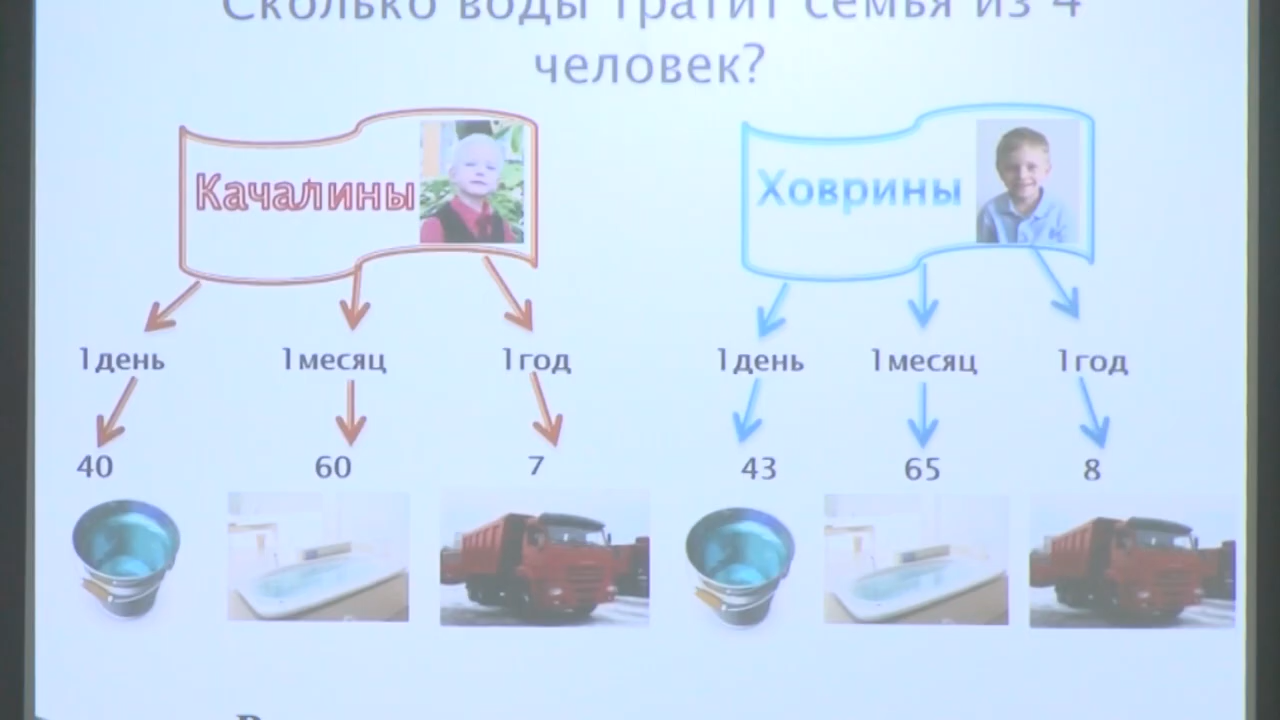 Сколько воды тратит семья из 4
человек?
Качалины
Ховрины
1день
1месяц
1год
1день
1месяц
1год
40
60
7
43
65
8